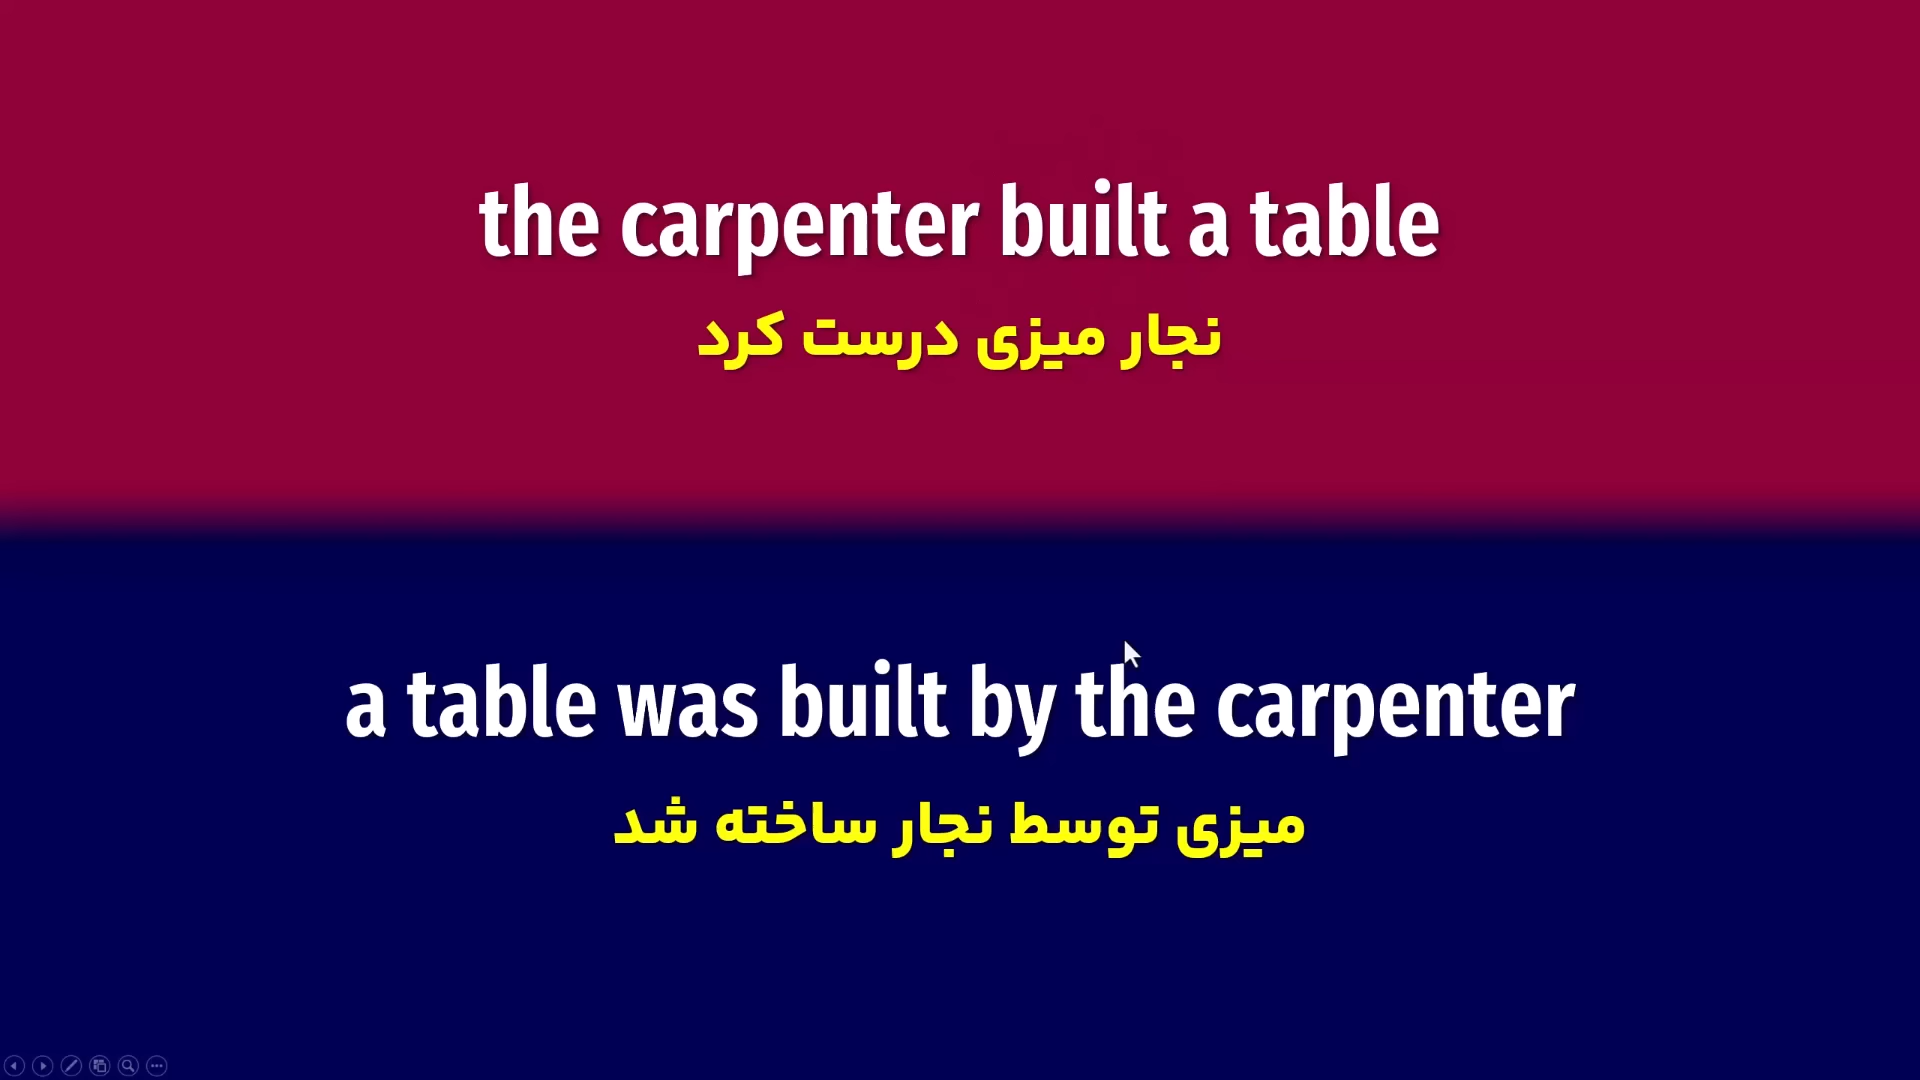 the carpenter built a table
نجار میزی درست کرد
a table was built by the carpenter
میزی توسط نجار ساخته شد